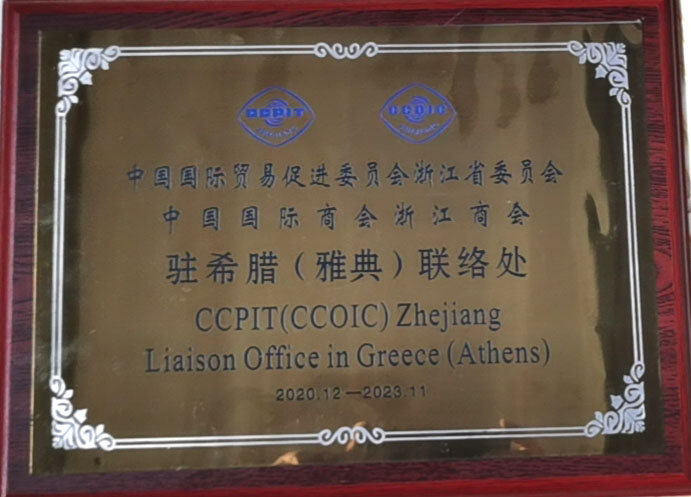 CCPIT CCOIC
中国国际贸易促进委员会浙江省委员会
中国国际商会浙江商会
驻希腊（雅典）联络处
CCPIT(CCOIC) Zhejiang
Liaison Office in Greece (Athens)
2020.12—2023.11